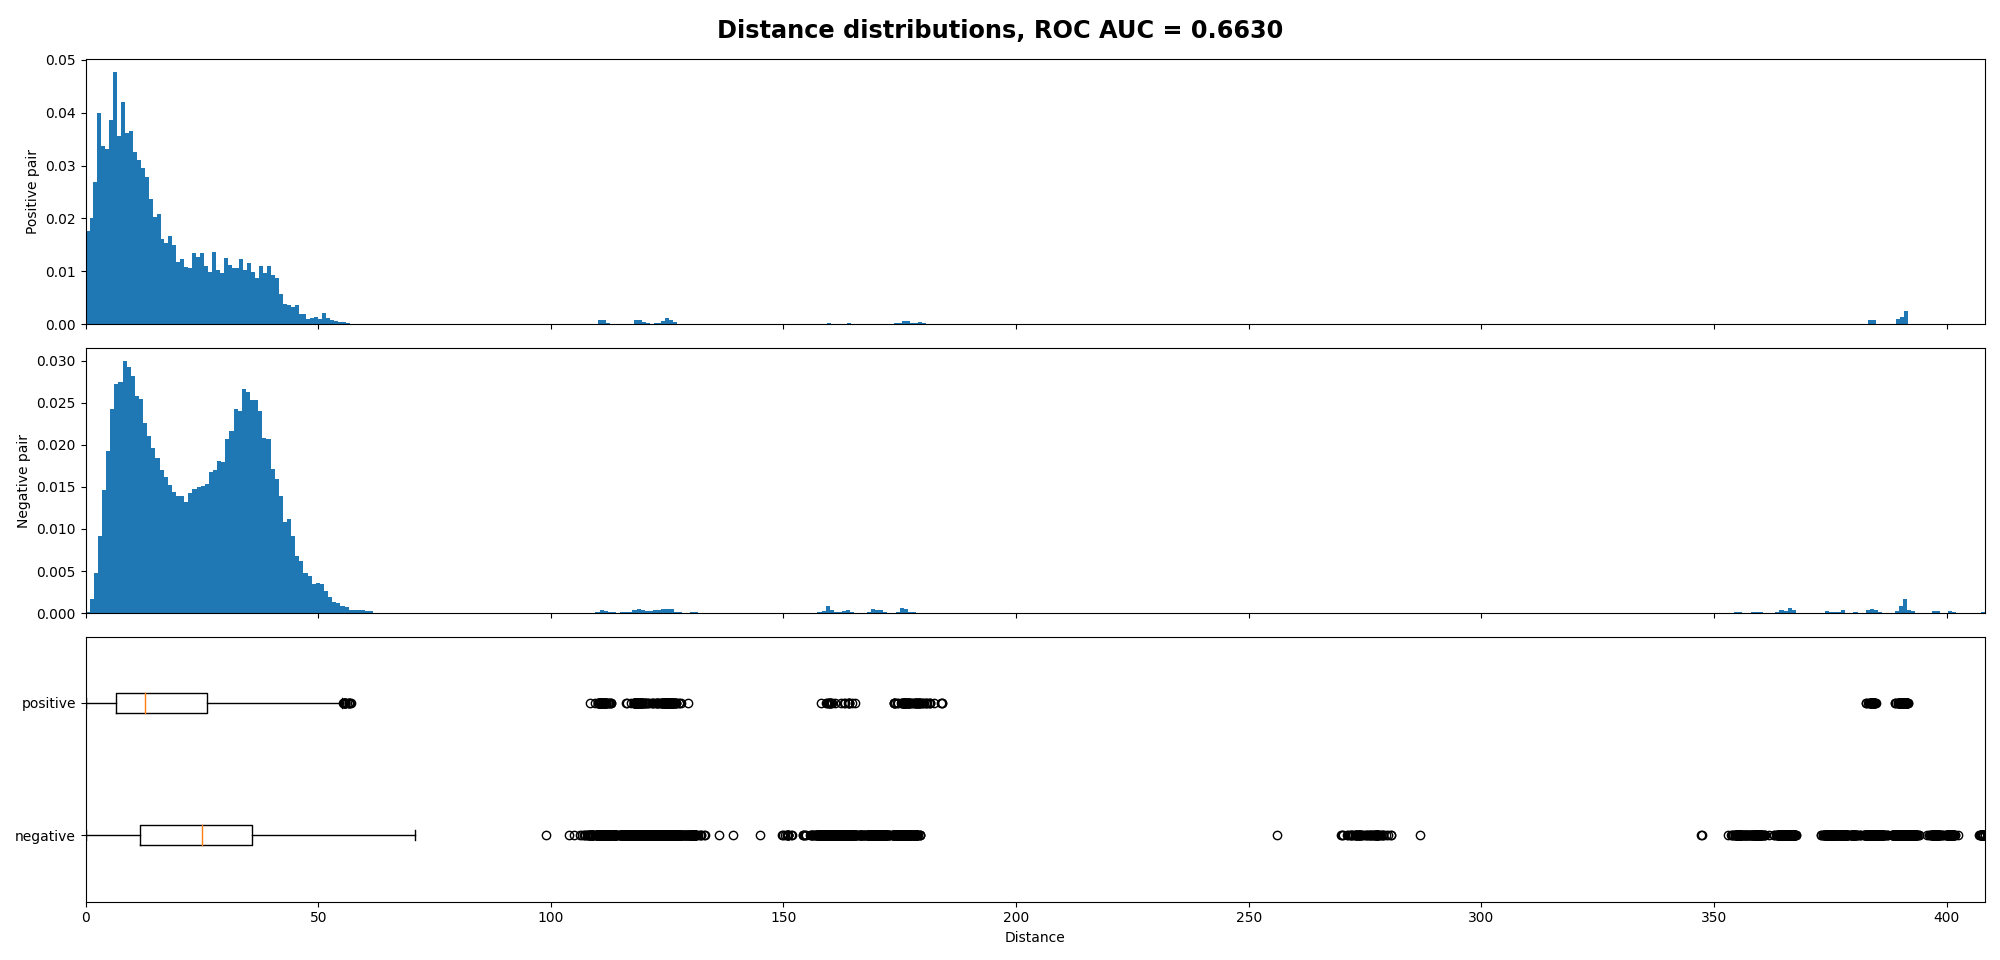 Distance distributions, ROC AUC = 0.6630
0.05
0.04
0.03
0.02
0.01
0.00
Positive pair
0.030
0.025
0.020
0.015
0.010
0.005
0.000
Negative pair
positive
negative
0 50 100 150 200 250 300 350 400
Distance